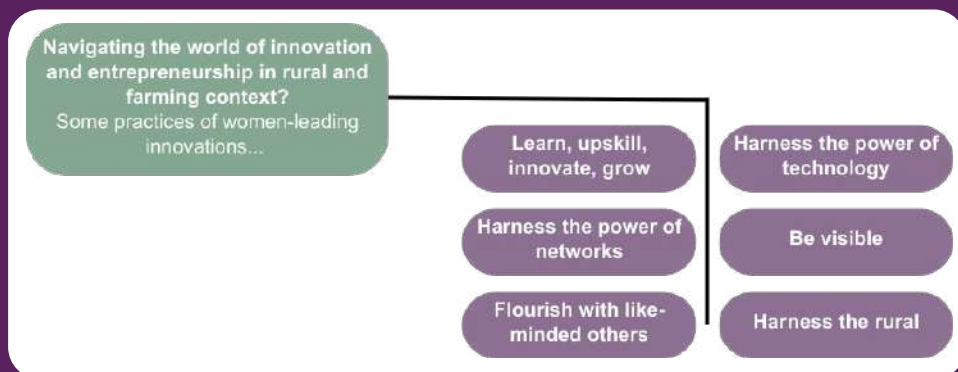 Navigating the world of innovation
and entrepreneurship in rural and
farming context?
Some practices of women-leading
innovations...
Learn, upskill,
innovate, grow
Harness the power of
technology
Harness the power of
networks
Be visible
Flourish with like-
minded others
Harness the rural